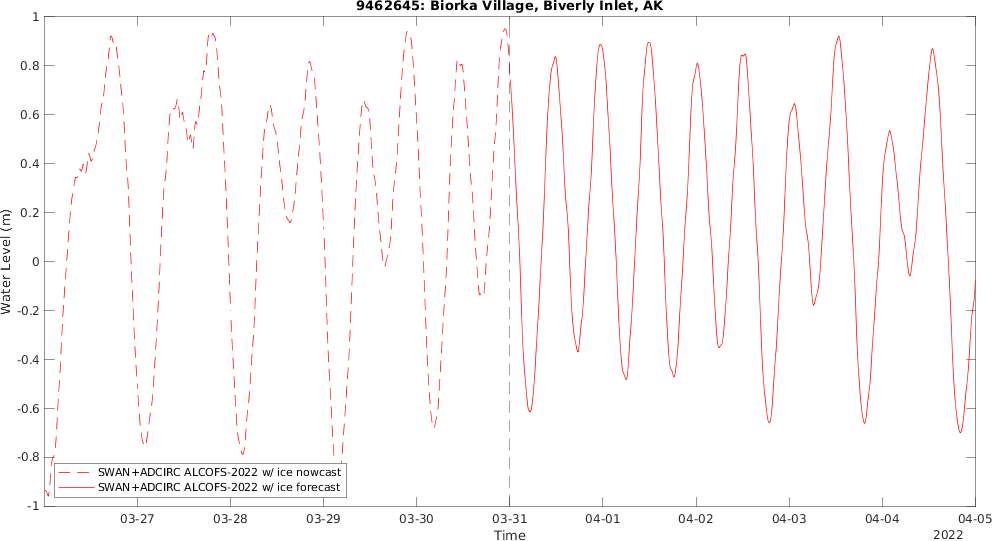 9462645: Biorka Village, Biverly Inlet, AK
1
0.8
0.6
0.4
0.2
0
-0.2
-0.4
-0.6
-0.8
-1
Water Level (m)
SWAN+ADCIRC ALCOFS-2022 w/ ice nowcast
SWAN+ADCIRC ALCOFS-2022 w/ ice forecast
03-27 03-28 03-29 03-30 03-31 04-01 04-02 04-03 04-04 04-05
Time
2022